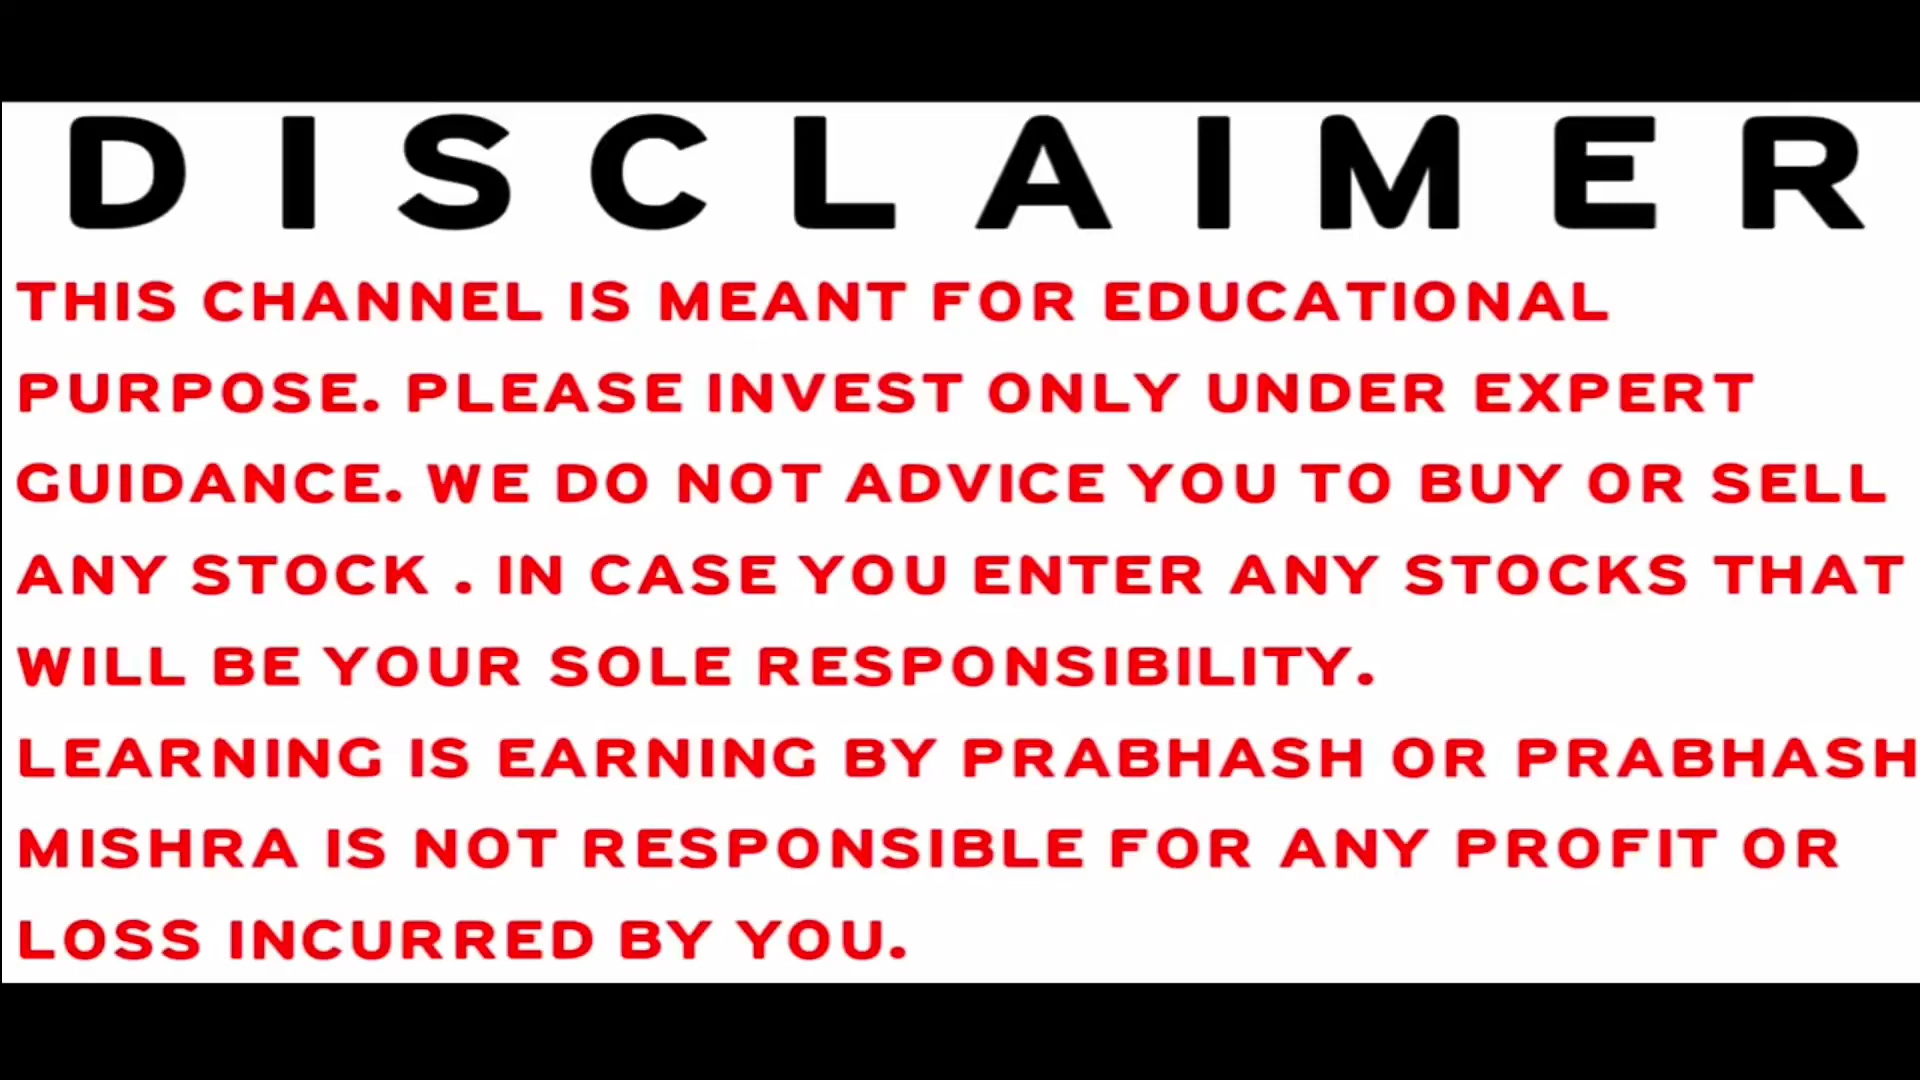 DISCLAIMER
THIS CHANNEL IS MEANT FOR EDUCATIONAL
PURPOSE. PLEASE INVEST ONLY UNDER EXPERT
GUIDANCE. WE DO NOT ADVICE YOU TO BUY OR SELL
ANY STOCK . IN CASE YOU ENTER ANY STOCKS THAT
WILL BE YOUR SOLE RESPONSIBILITY.
LEARNING IS EARNING BY PRABHASH OR PRABHASH
MISHRA IS NOT RESPONSIBLE FOR ANY PROFIT OR
LOSS INCURRED BY YOU.